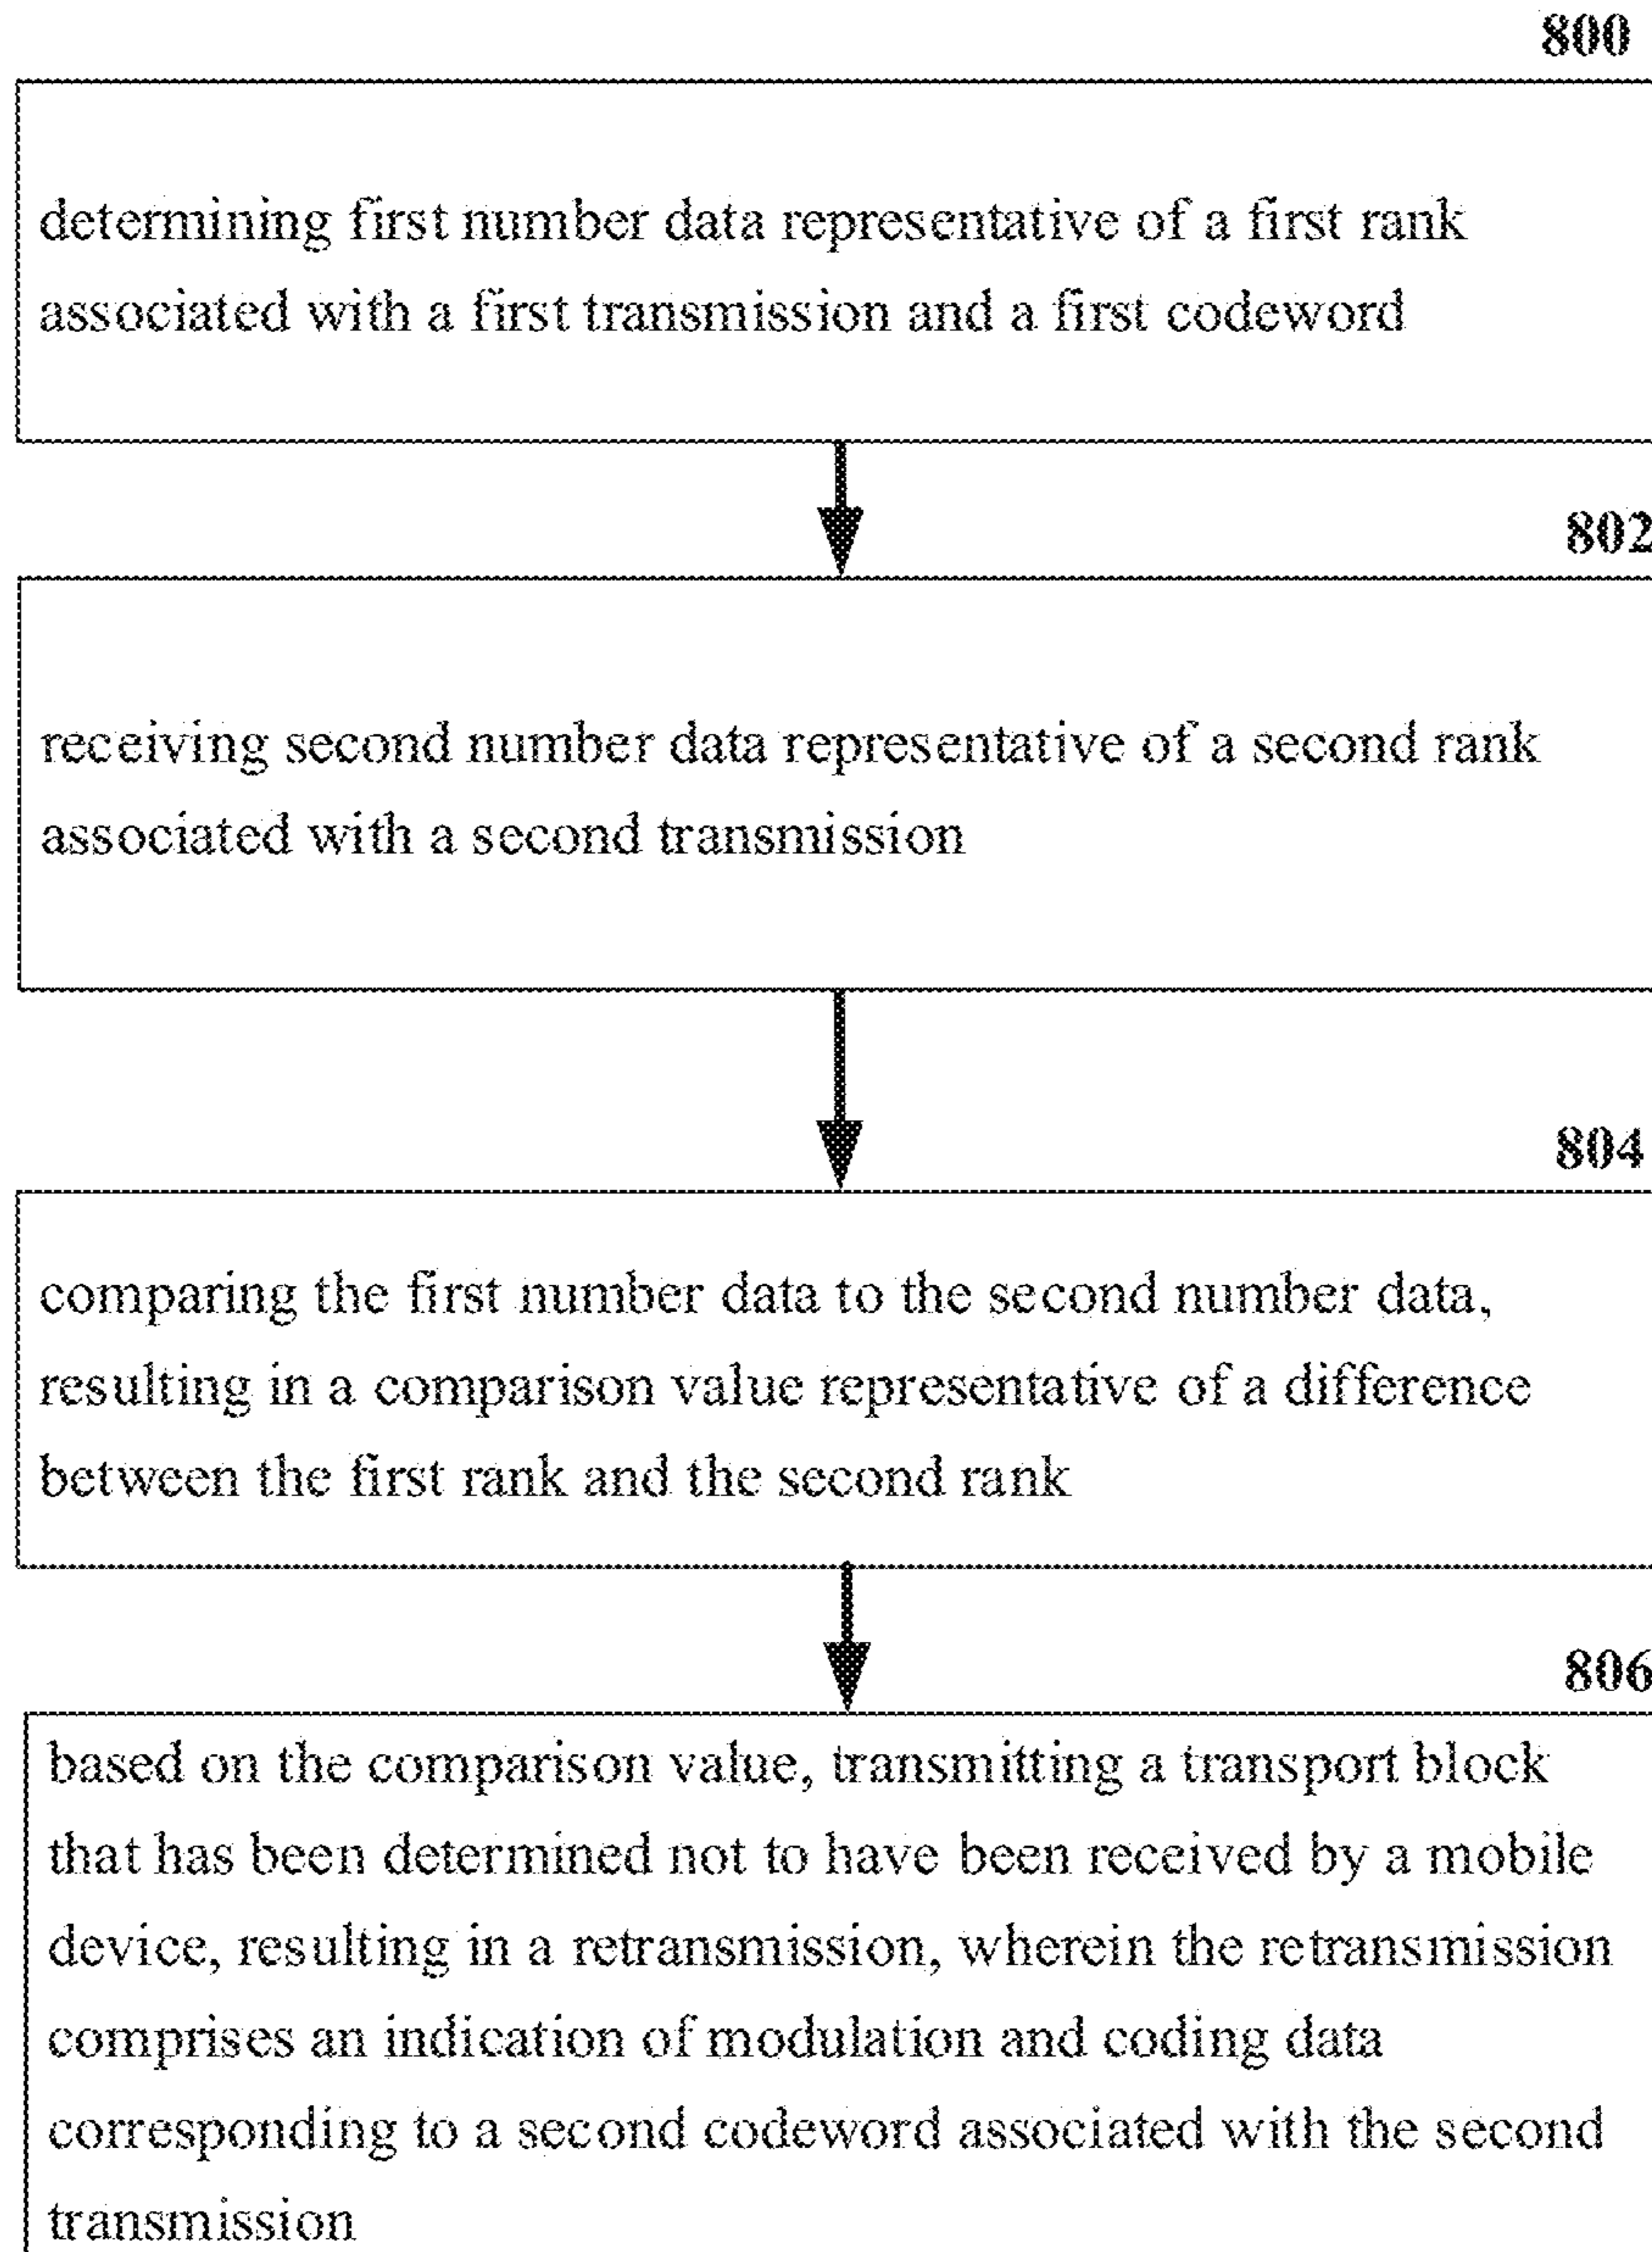 800
determining first number data representative of a first rank
associated with a first transmission and a first codeword
802
receiving second number data representative of a second rank
associated with a second transmission
804
comparing the first number data to the second number data,
resulting in a comparison value representative of a difference
between the first rank and the second rank
806
based on the comparison value, transmitting a transport block
that has been determined not to have been received by a mobile
device, resulting in a retransmission, wherein the retransmission
comprises an indication of modulation and coding data
corresponding to a second codeword associated with the second
transmission